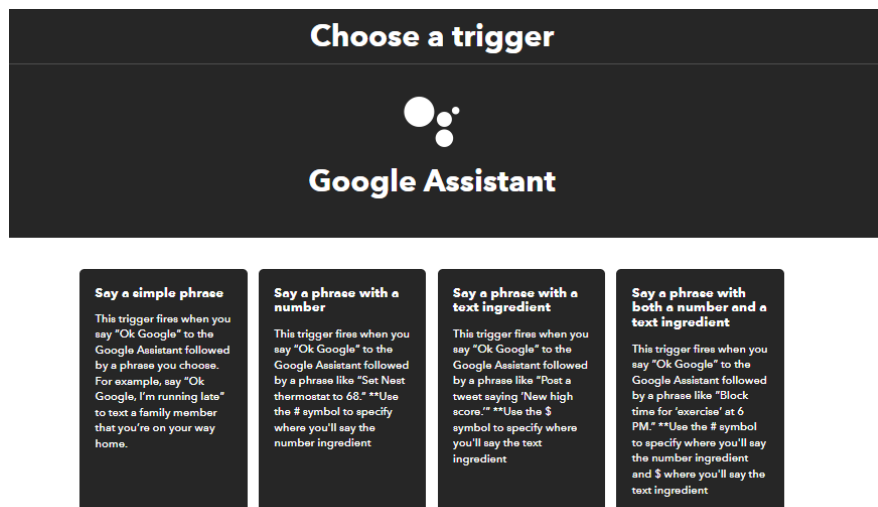 Choose a trigger
Google Assistant
Say a simple phrase
This trigger fires when you
say “Ok Google” to the
Google Assistant followed
by a phrase you choose.
For example, say “Ok
Google, I’m running late”
to text a family member
that you’re on your way
home.
Say a phrase with a
number
This trigger fires when you
say “Ok Google” to the
Google Assistant followed
by a phrase like “Set Nest
thermostat to 68.” **Use
the # symbol to specify
where you'll say the
number ingredient
Say a phrase with a
text ingredient
This trigger fires when you
say “Ok Google” to the
Google Assistant followed
by a phrase like “Post a
tweet saying ‘New high
score.’” **Use the $
symbol to specify where
you'll say the text
ingredient
Say a phrase with
both a number and a
text ingredient
This trigger fires when you
say “Ok Google” to the
Google Assistant followed
by a phrase like “Block
time for ‘exercise’ at 6
PM.” **Use the # symbol
to specify where you'll say
the number ingredient
and $ where you'll say the
text ingredient